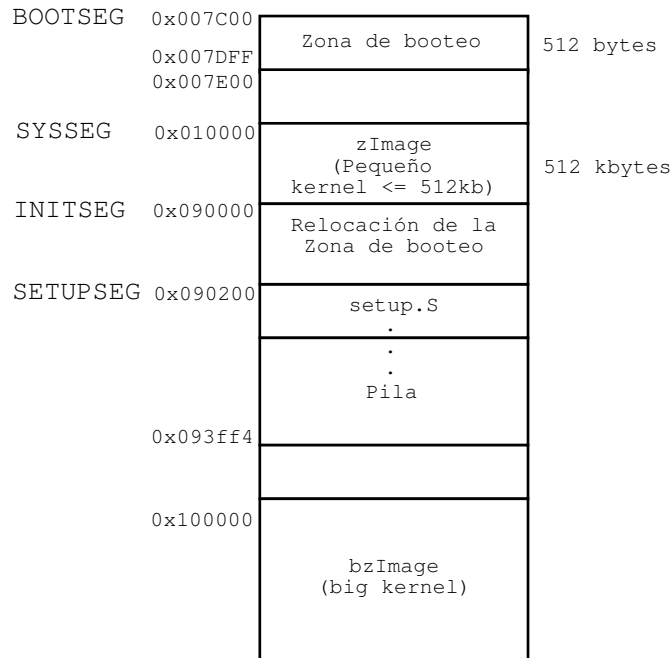 BOOTSEG 0x007C00
Zona de booteo
512 bytes
0x007DFF
0x007E00
SYSSEG 0x010000
zImage
(Pequeño
kernel <= 512kb)
512 kbytes
INITSEG 0x090000
Relocación de la
Zona de booteo
SETUPSEG 0x090200
setup.S
.
.
.
Pila
0x093ff4
0x100000
bzImage
(big kernel)